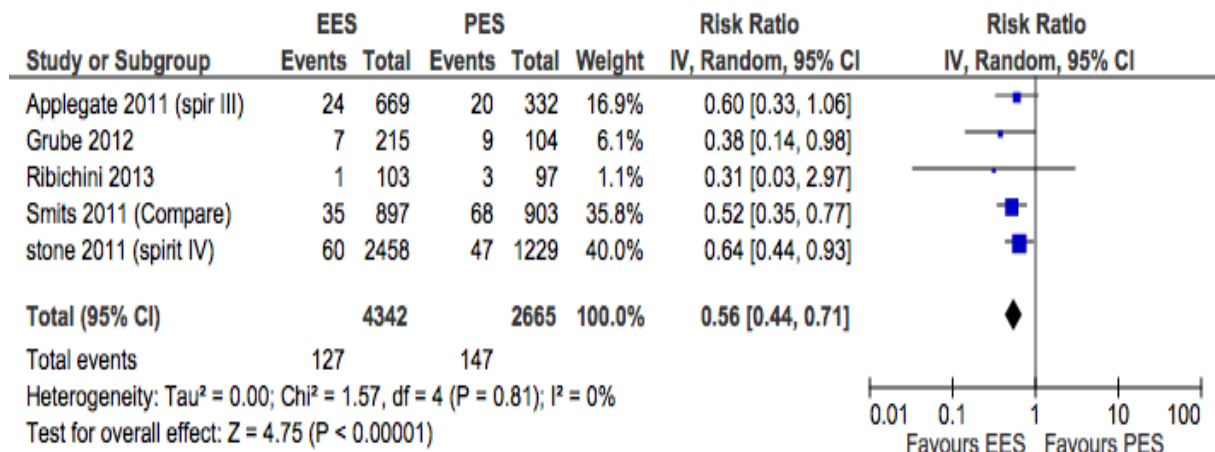 EES PES Risk Ratio Risk Ratio
Study or Subgroup Events Total Events Total Weight IV, Random, 95% CI IV, Random, 95% CI
Applegate 2011 (spir III) 24 669 20 332 16.9% 0.60 [0.33, 1.06]
Grube 2012 7 215 9 104 6.1% 0.38 [0.14, 0.98]
Ribichini 2013 1 103 3 97 1.1% 0.31 [0.03, 2.97]
Smits 2011 (Compare) 35 897 68 903 35.8% 0.52 [0.35, 0.77]
stone 2011 (spirit IV) 60 2458 47 1229 40.0% 0.64 [0.44, 0.93]
Total (95% CI) 4342 2665 100.0% 0.56 [0.44, 0.71]
Total events 127 147
Heterogeneity: Tau² = 0.00; Chi² = 1.57, df = 4 (P = 0.81); I² = 0%
Test for overall effect: Z = 4.75 (P < 0.00001)
0.01 0.1 1 10 100
Favours EES Favours PES